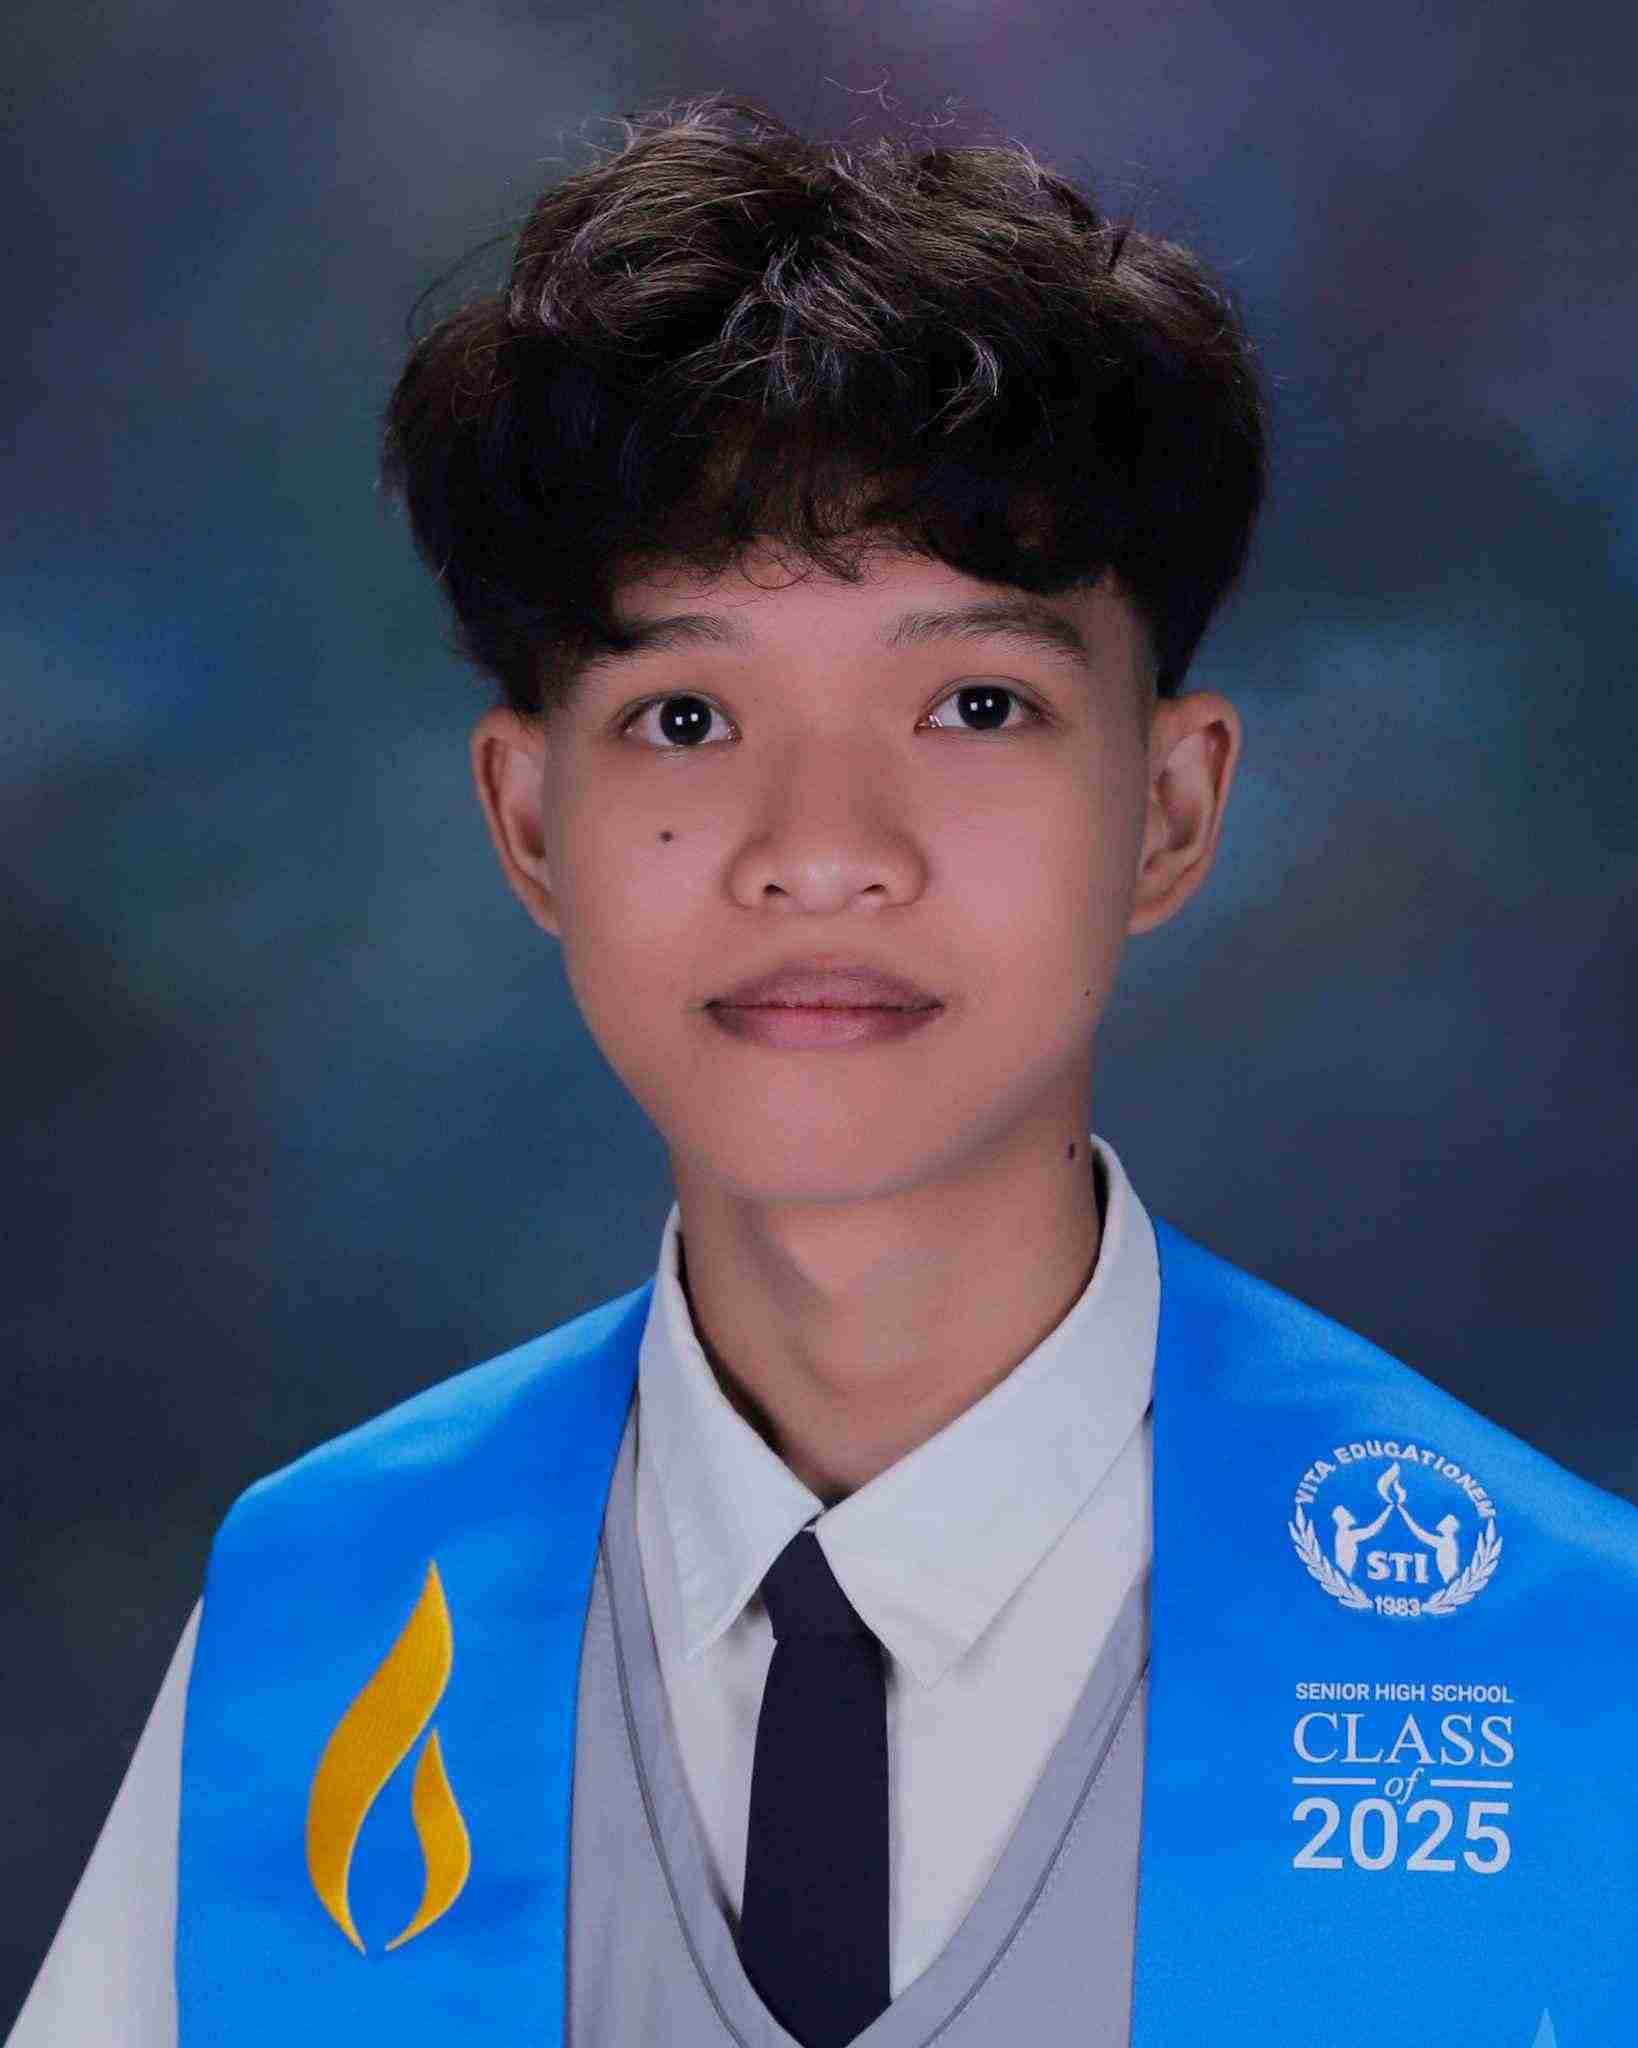 VITA EDUCATIONEM
STI
1983
SENIOR HIGH SCHOOL
CLASS
of
2025